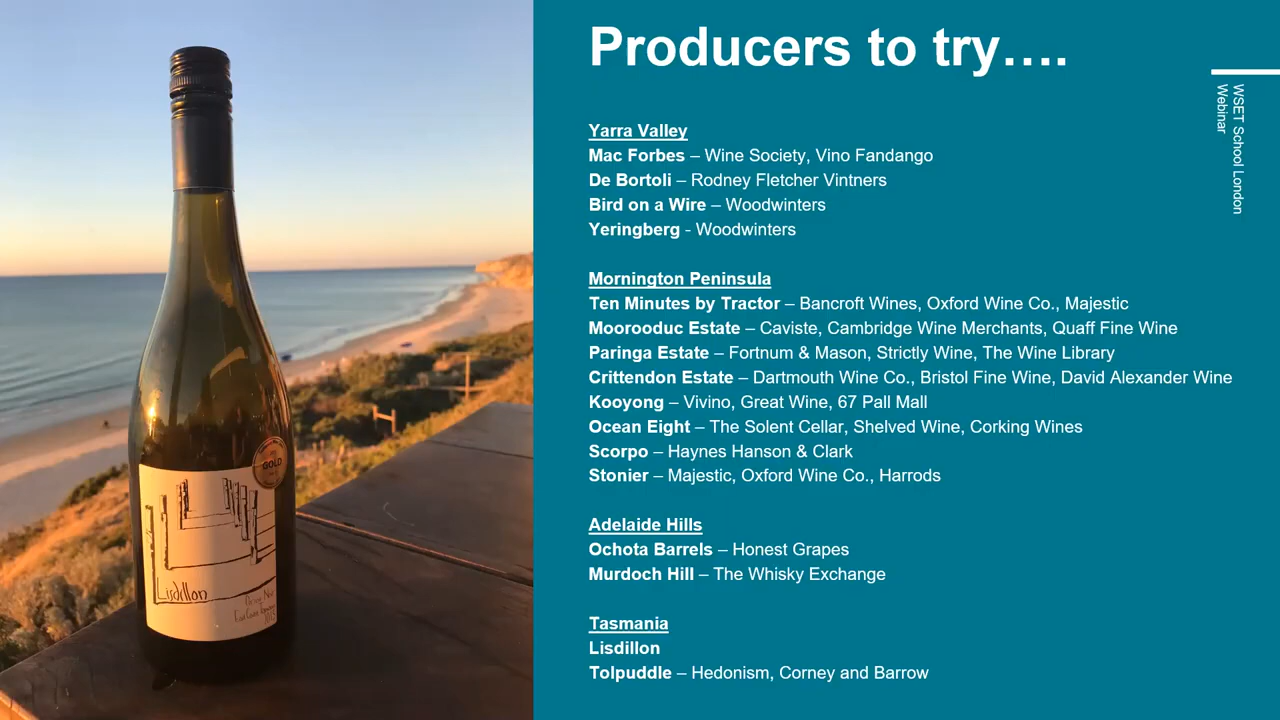 Producers to try….
WSET School London
Webinar
Yarra Valley
Mac Forbes – Wine Society, Vino Fandango
De Bortoli – Rodney Fletcher Vintners
Bird on a Wire – Woodwinters
Yeringberg - Woodwinters
Mornington Peninsula
Ten Minutes by Tractor – Bancroft Wines, Oxford Wine Co., Majestic
Moorooduc Estate – Caviste, Cambridge Wine Merchants, Quaff Fine Wine
Paringa Estate – Fortnum & Mason, Strictly Wine, The Wine Library
Crittendon Estate – Dartmouth Wine Co., Bristol Fine Wine, David Alexander Wine
Kooyong – Vivino, Great Wine, 67 Pall Mall
Ocean Eight – The Solent Cellar, Shelved Wine, Corking Wines
Scorpo – Haynes Hanson & Clark
Stonier – Majestic, Oxford Wine Co., Harrods
Adelaide Hills
Ochota Barrels – Honest Grapes
Murdoch Hill – The Whisky Exchange
Tasmania
Lisdillon
Tolpuddle – Hedonism, Corney and Barrow
GOLD
Lisdillon